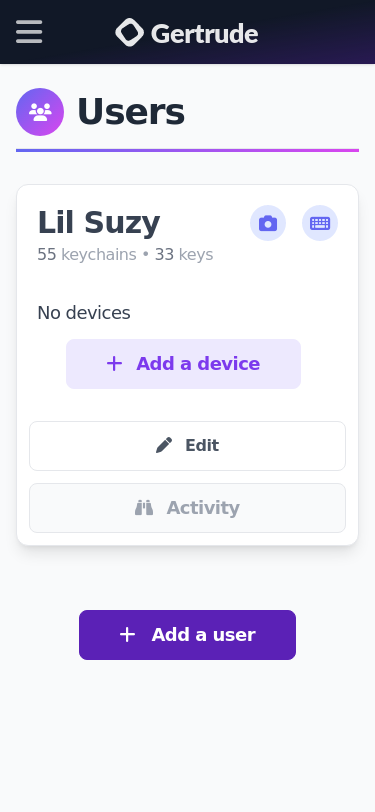 Gertrude
Users
Lil Suzy
55 keychains • 33 keys
No devices
Add a device
Edit
Activity
Add a user